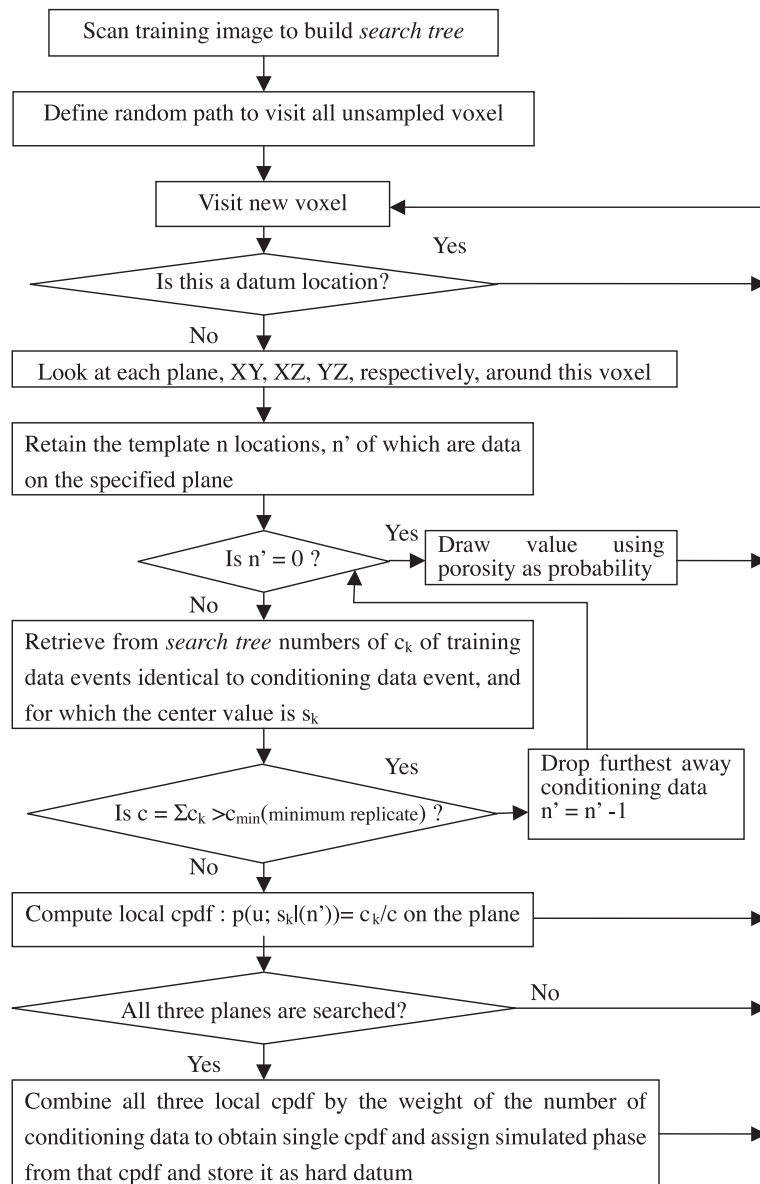 Scan training image to build search tree
Define random path to visit all unsampled voxel
Visit new voxel
Yes
Is this a datum location?
No
Look at each plane, XY, XZ, YZ, respectively, around this voxel
Retain the template n locations, n' of which are data
on the specified plane
Is n' = 0 ?
Yes
Draw value using
porosity as probability
No
Retrieve from search tree numbers of cₖ of training
data events identical to conditioning data event, and
for which the center value is sₖ
Yes
Drop furthest away
conditioning data
n' = n' -1
Is c = Σcₖ >c_min(minimum replicate) ?
No
Compute local cpdf : p(u; sₖ|(n'))= cₖ/c on the plane
All three planes are searched?
No
Yes
Combine all three local cpdf by the weight of the number of
conditioning data to obtain single cpdf and assign simulated phase
from that cpdf and store it as hard datum